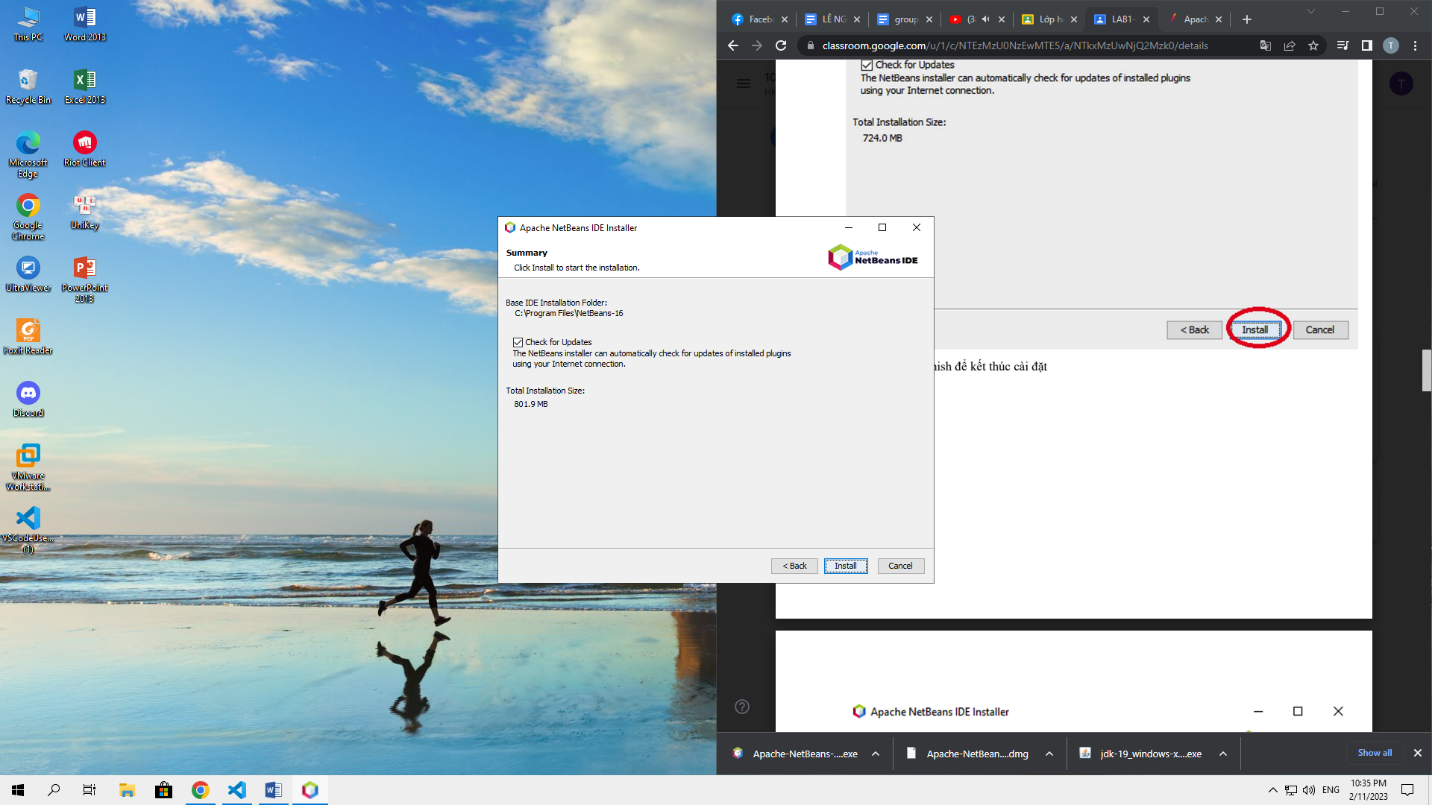 This PC
Word 2013
Recycle Bin
Excel 2013
Microsoft
Edge
Riot Client
Google
Chrome
UniKey
UltraViewer
PowerPoint
2013
Foxit Reader
Discord
VMware
Workstati...
VSCodeUse...
(1)
Faceb
LÊ NG
group
(3
Lớp h
LAB1-
Apach
classroom.google.com/u/1/c/NTEzMzU0NzEwMTE5/a/NTkxMzUwNjQ2Mzk0/details
T
T
Check for Updates
The NetBeans installer can automatically check for updates of installed plugins
using your Internet connection.
Total Installation Size:
724.0 MB
< Back
Install
Cancel
nish để kết thúc cài đặt
Apache NetBeans IDE Installer
Summary
Click Install to start the installation.
Apache
NetBeans IDE
Base IDE Installation Folder:
C:\Program Files\NetBeans-16
Check for Updates
The NetBeans installer can automatically check for updates of installed plugins
using your Internet connection.
Total Installation Size:
801.9 MB
< Back
Install
Cancel
Apache NetBeans IDE Installer
Apache-NetBeans-....exe
Apache-NetBean....dmg
jdk-19_windows-x....exe
Show all
ENG
10:35 PM
2/11/2023